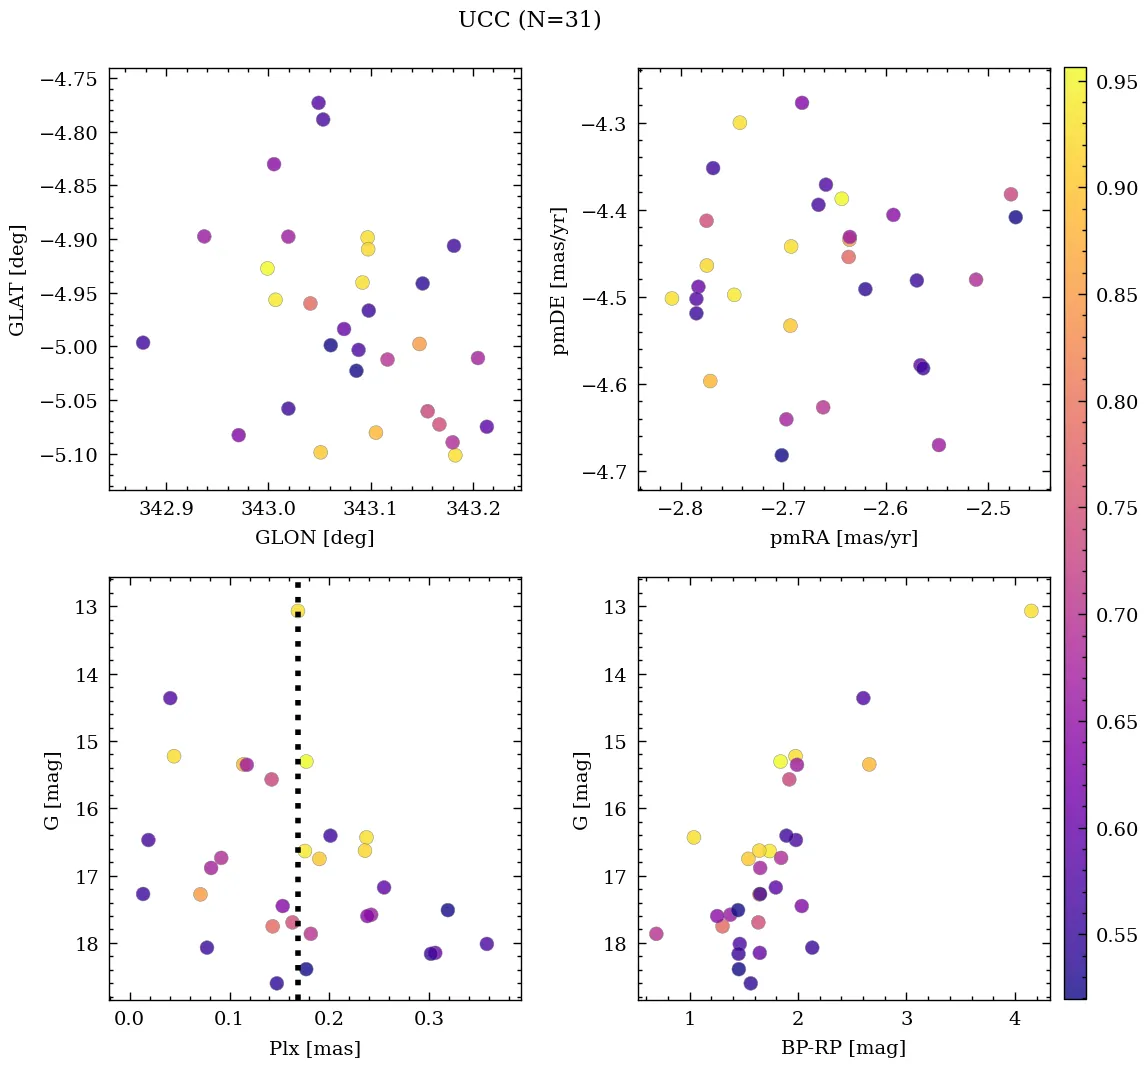 UCC (N=31)
−4.75
−4.80
−4.85
−4.90
−4.95
−5.00
−5.05
−5.10
GLAT [deg]
342.9 343.0 343.1 343.2
GLON [deg]
−4.3
−4.4
−4.5
−4.6
−4.7
pmDE [mas/yr]
−2.8 −2.7 −2.6 −2.5
pmRA [mas/yr]
0.95
0.90
0.85
0.80
0.75
0.70
0.65
0.60
0.55
13
14
15
16
17
18
G [mag]
0.0 0.1 0.2 0.3
Plx [mas]
13
14
15
16
17
18
G [mag]
1 2 3 4
BP-RP [mag]